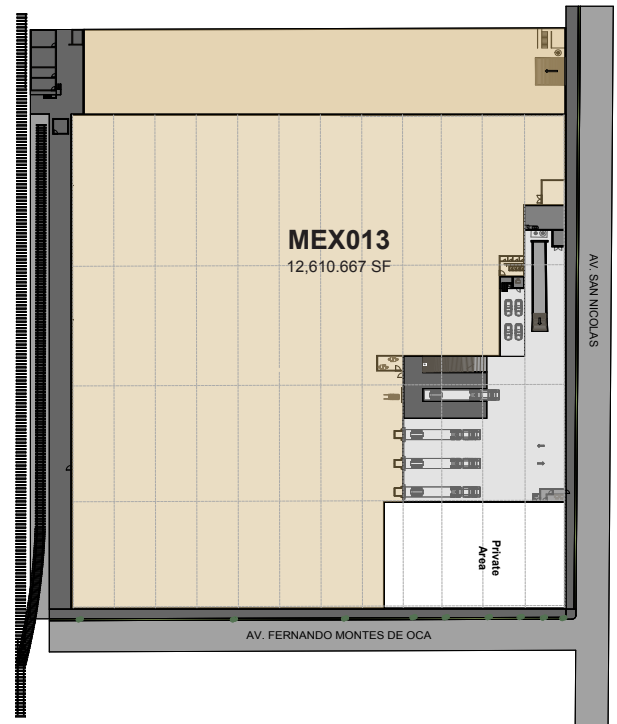 MEX013
12,610.667 SF
AV. SAN NICOLAS
Private
Area
AV. FERNANDO MONTES DE OCA